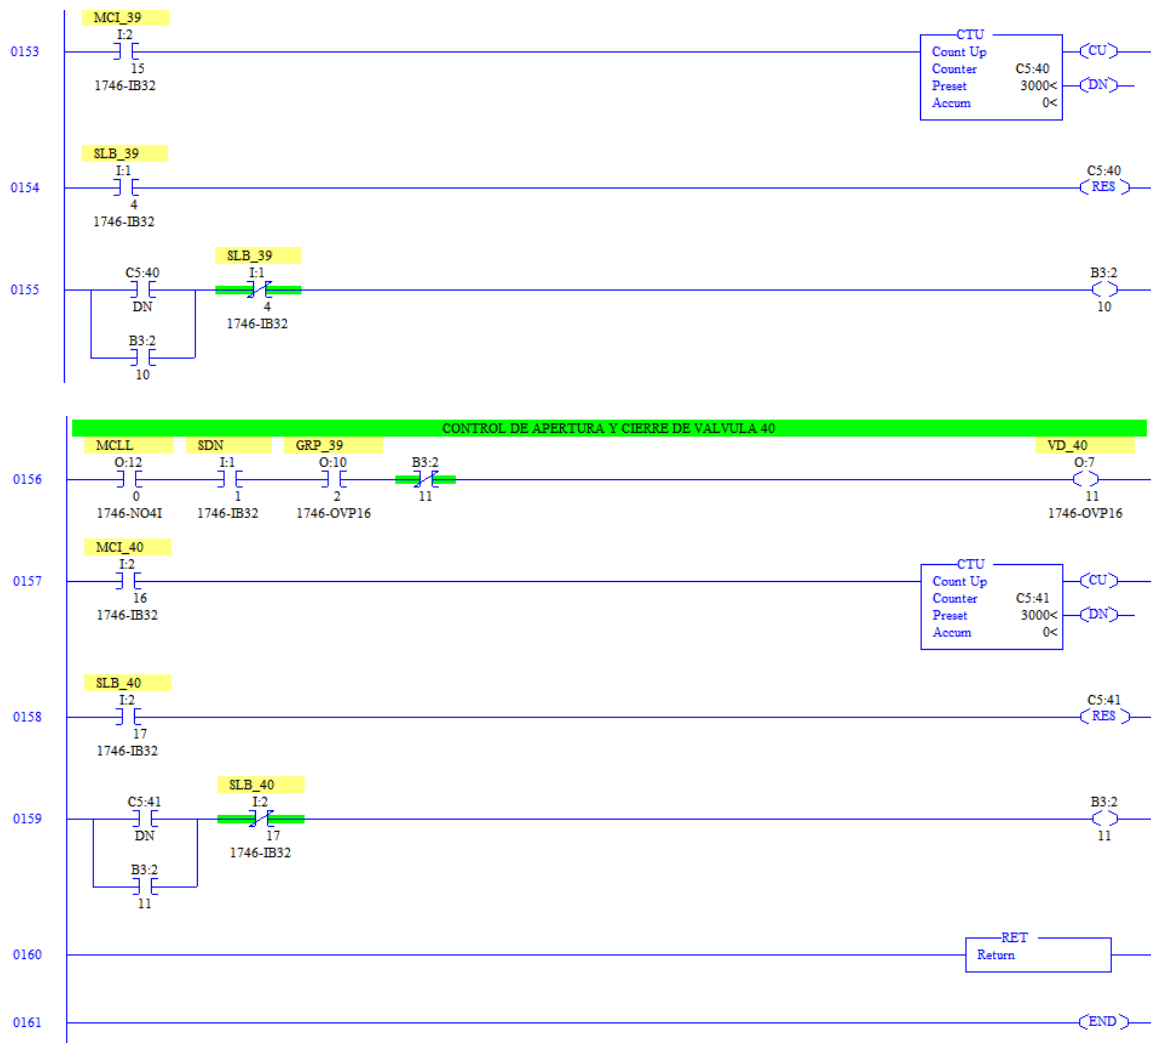 MCI_39
I:2
0153
15
1746-IB32
CTU
Count Up
Counter C5:40
Preset 3000<
Accum 0<
CU
DN
SLB_39
I:1
0154
4
1746-IB32
C5:40
RES
SLB_39
C5:40
I:1
0155
DN
4
1746-IB32
B3:2
10
B3:2
10
CONTROL DE APERTURA Y CIERRE DE VALVULA 40
MCLL SDN GRP_39 VD_40
O:12 I:1 O:10 B3:2 O:7
0156
0 1 2 11 11
1746-NO4I 1746-IB32 1746-OVP16 1746-OVP16
MCI_40
I:2
0157
16
1746-IB32
CTU
Count Up
Counter C5:41
Preset 3000<
Accum 0<
CU
DN
SLB_40
I:2
0158
17
1746-IB32
C5:41
RES
SLB_40
C5:41
I:2
0159
DN
17
1746-IB32
B3:2
11
B3:2
11
0160
RET
Return
0161
END